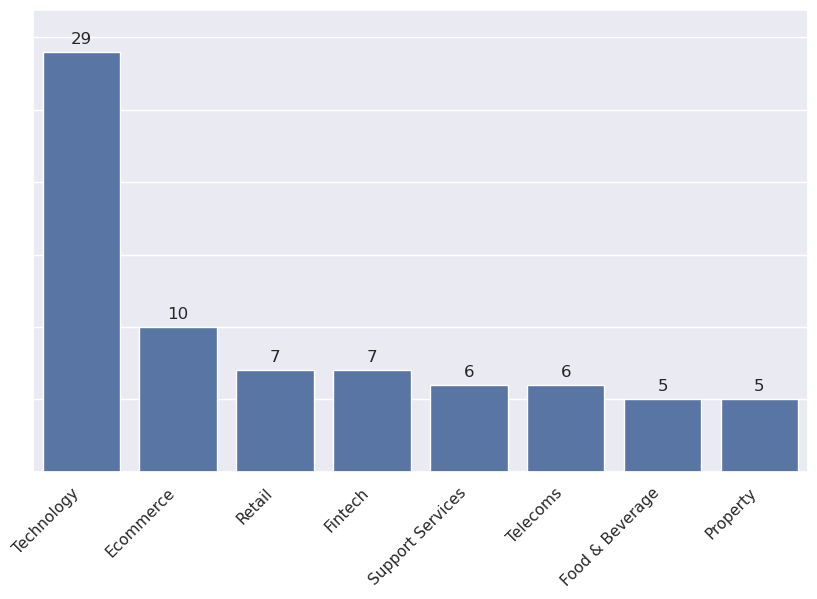 29
10
7
7
6
6
5
5
Technology
Ecommerce
Retail
Fintech
Support Services
Telecoms
Food & Beverage
Property